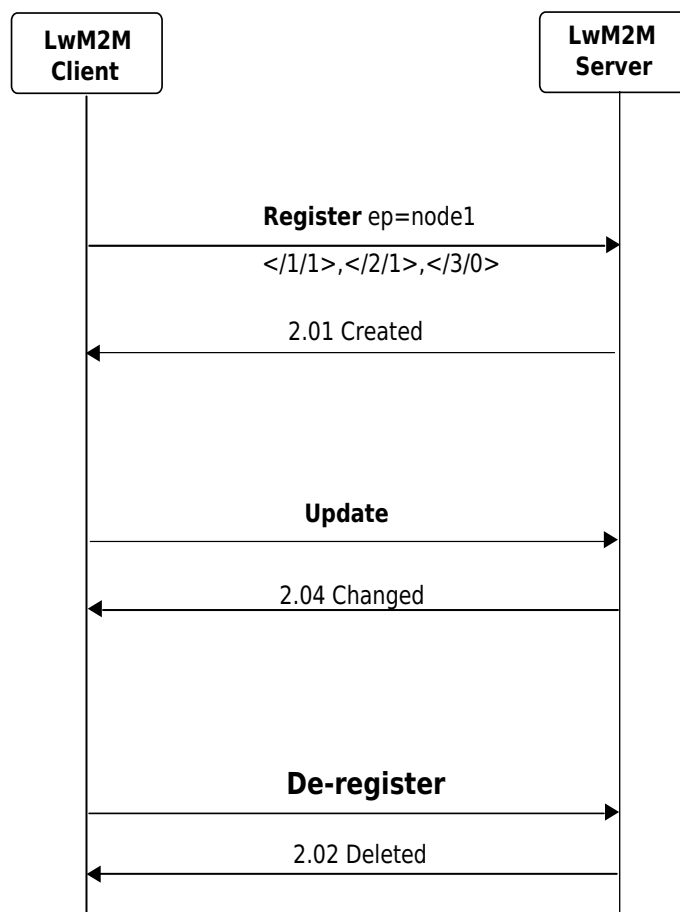 LwM2M
Client
LwM2M
Server
Register ep=node1
</1/1>,</2/1>,</3/0>
2.01 Created
Update
2.04 Changed
De-register
2.02 Deleted